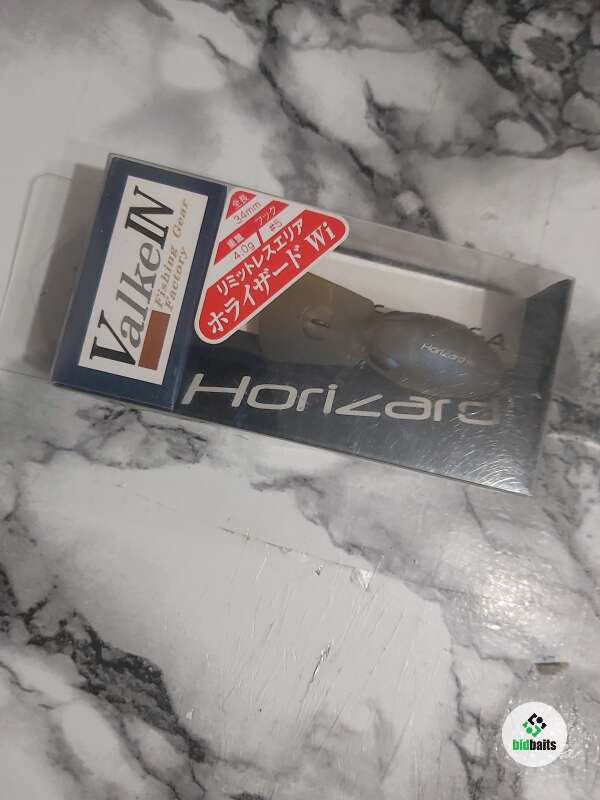 ValkeIN
Fishing Gear
Factory
全長
34mm
重量 フック
4.0g #5
リミットレスエリア
ホライザード Wi
Horizard
Horizard
bidbaits